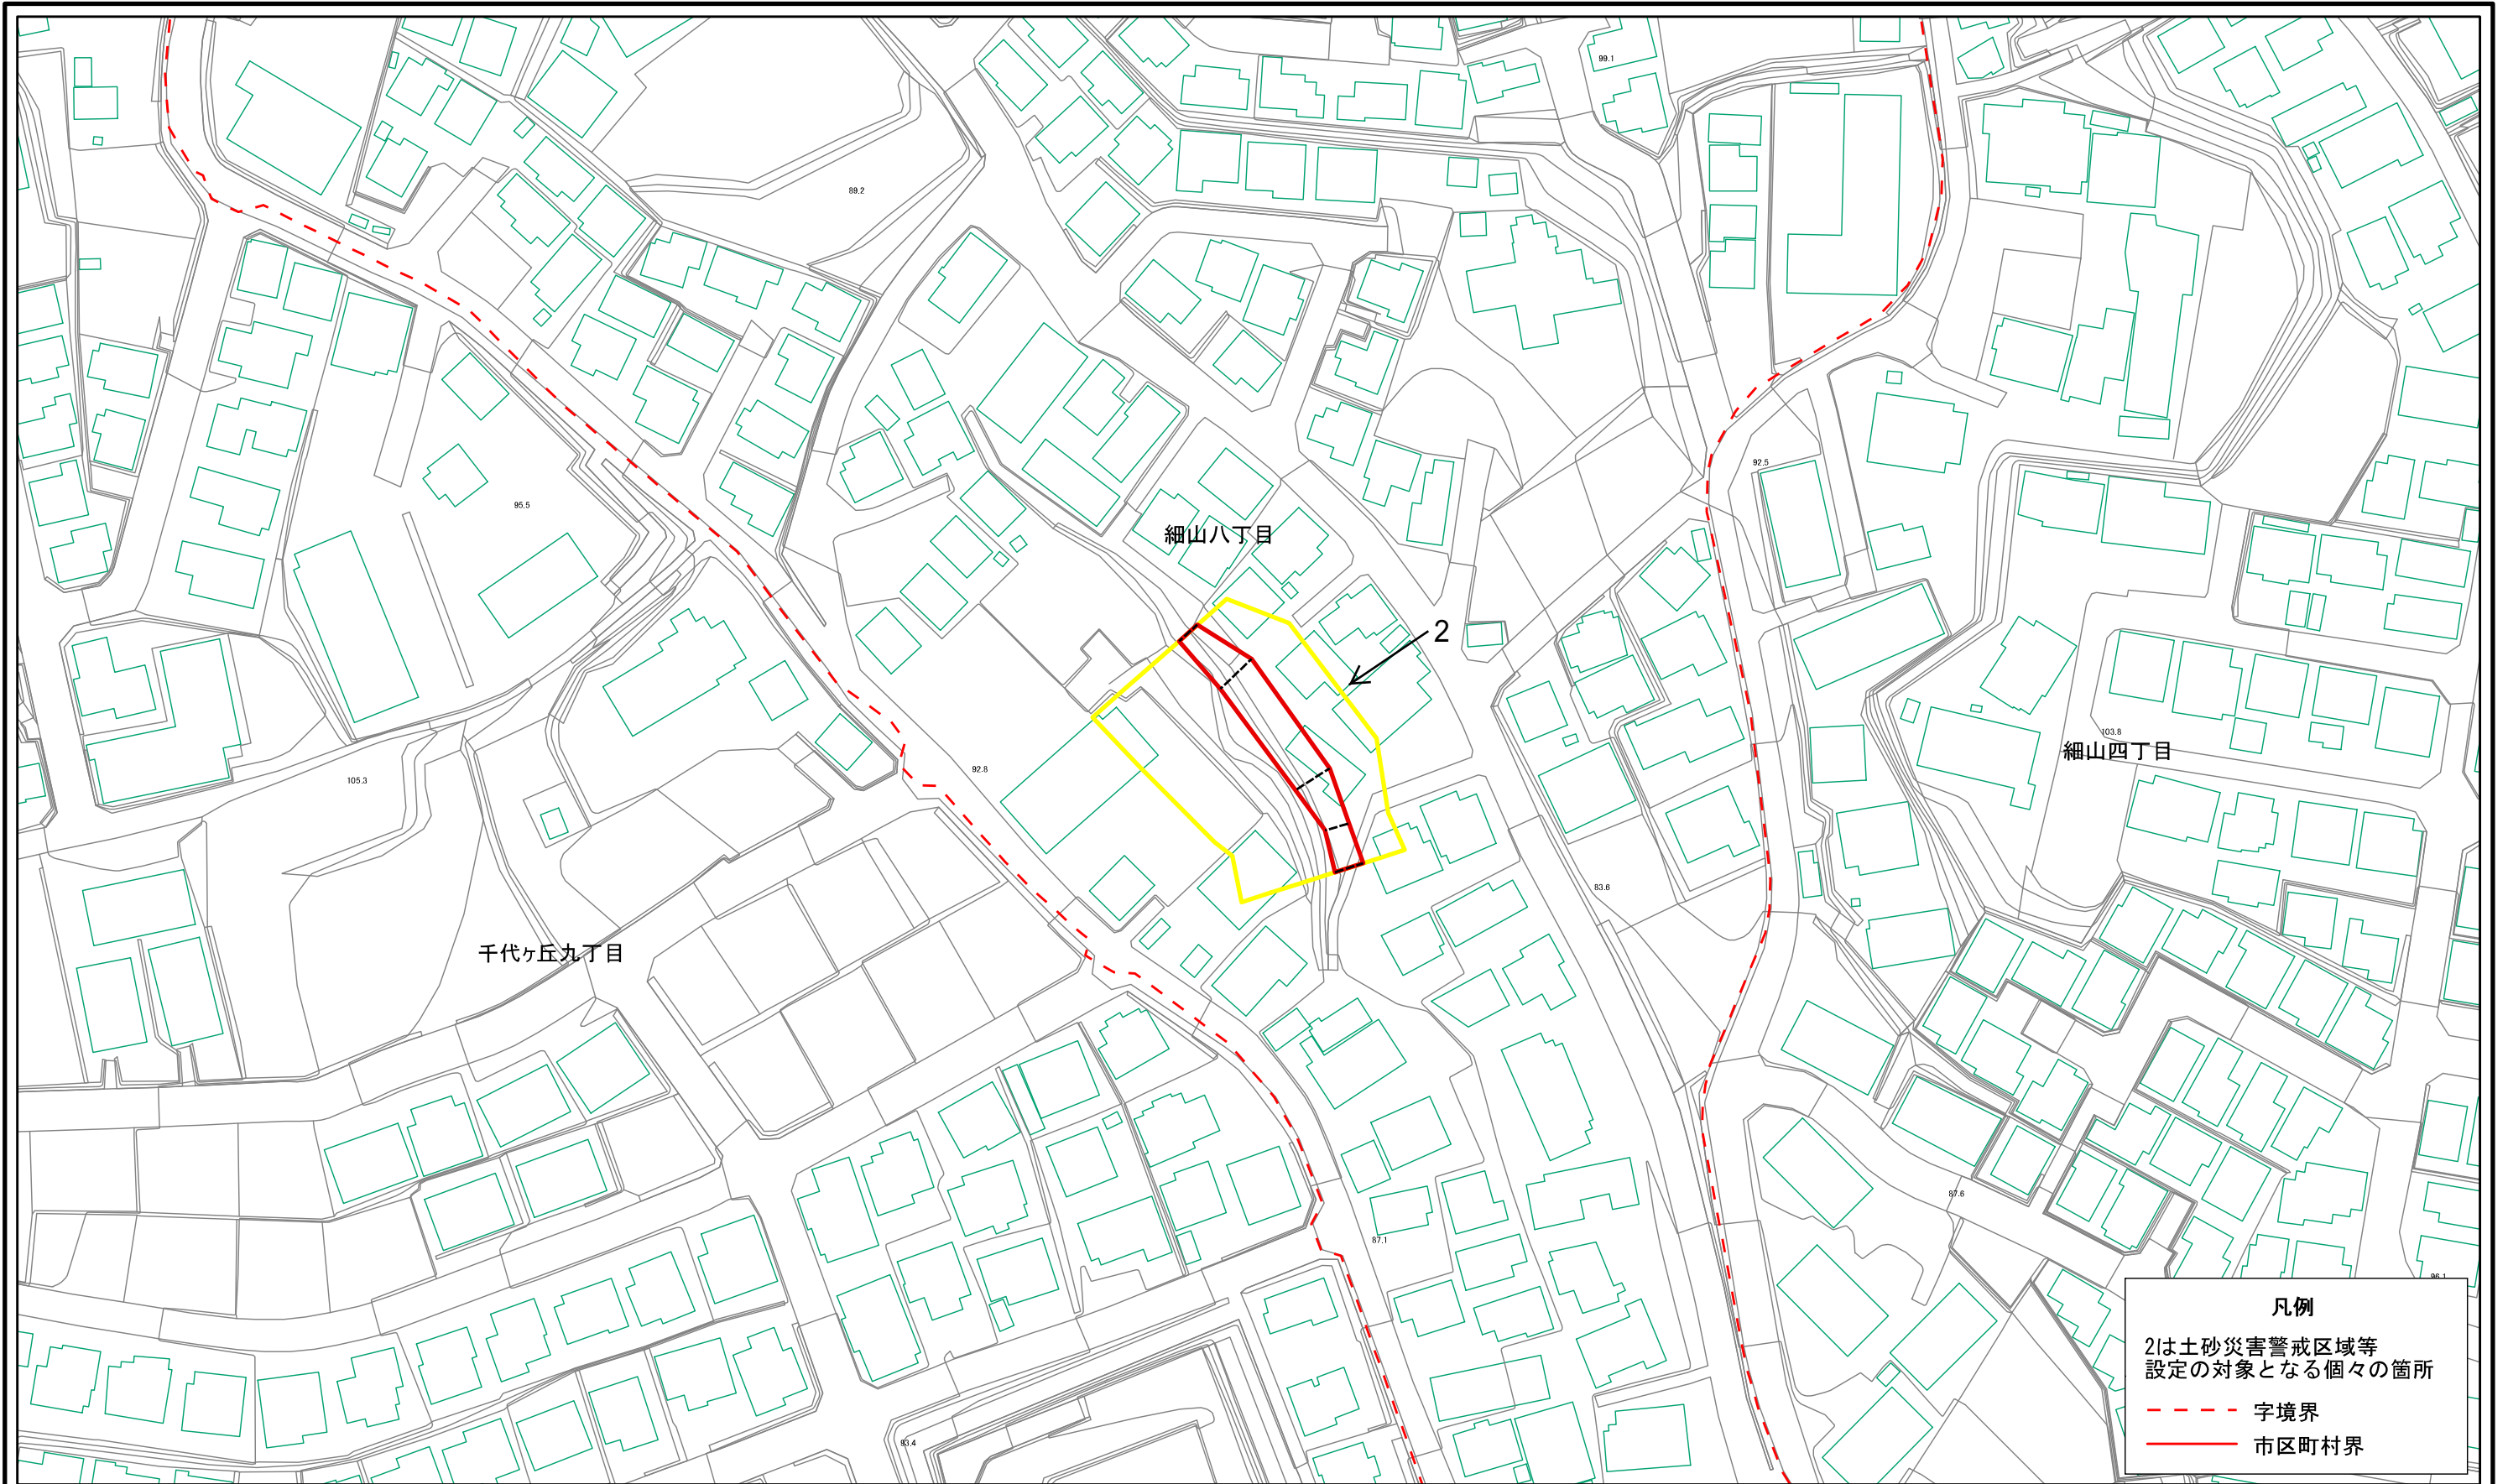 99.1
89.2
92.5
95.5
細山八丁目
2
103.8
細山四丁目
92.8
105.3
83.6
千代ヶ丘九丁目
87.6
87.1
96.1
凡例
2は土砂災害警戒区域等
設定の対象となる個々の箇所
字境界
市区町村界
93.4